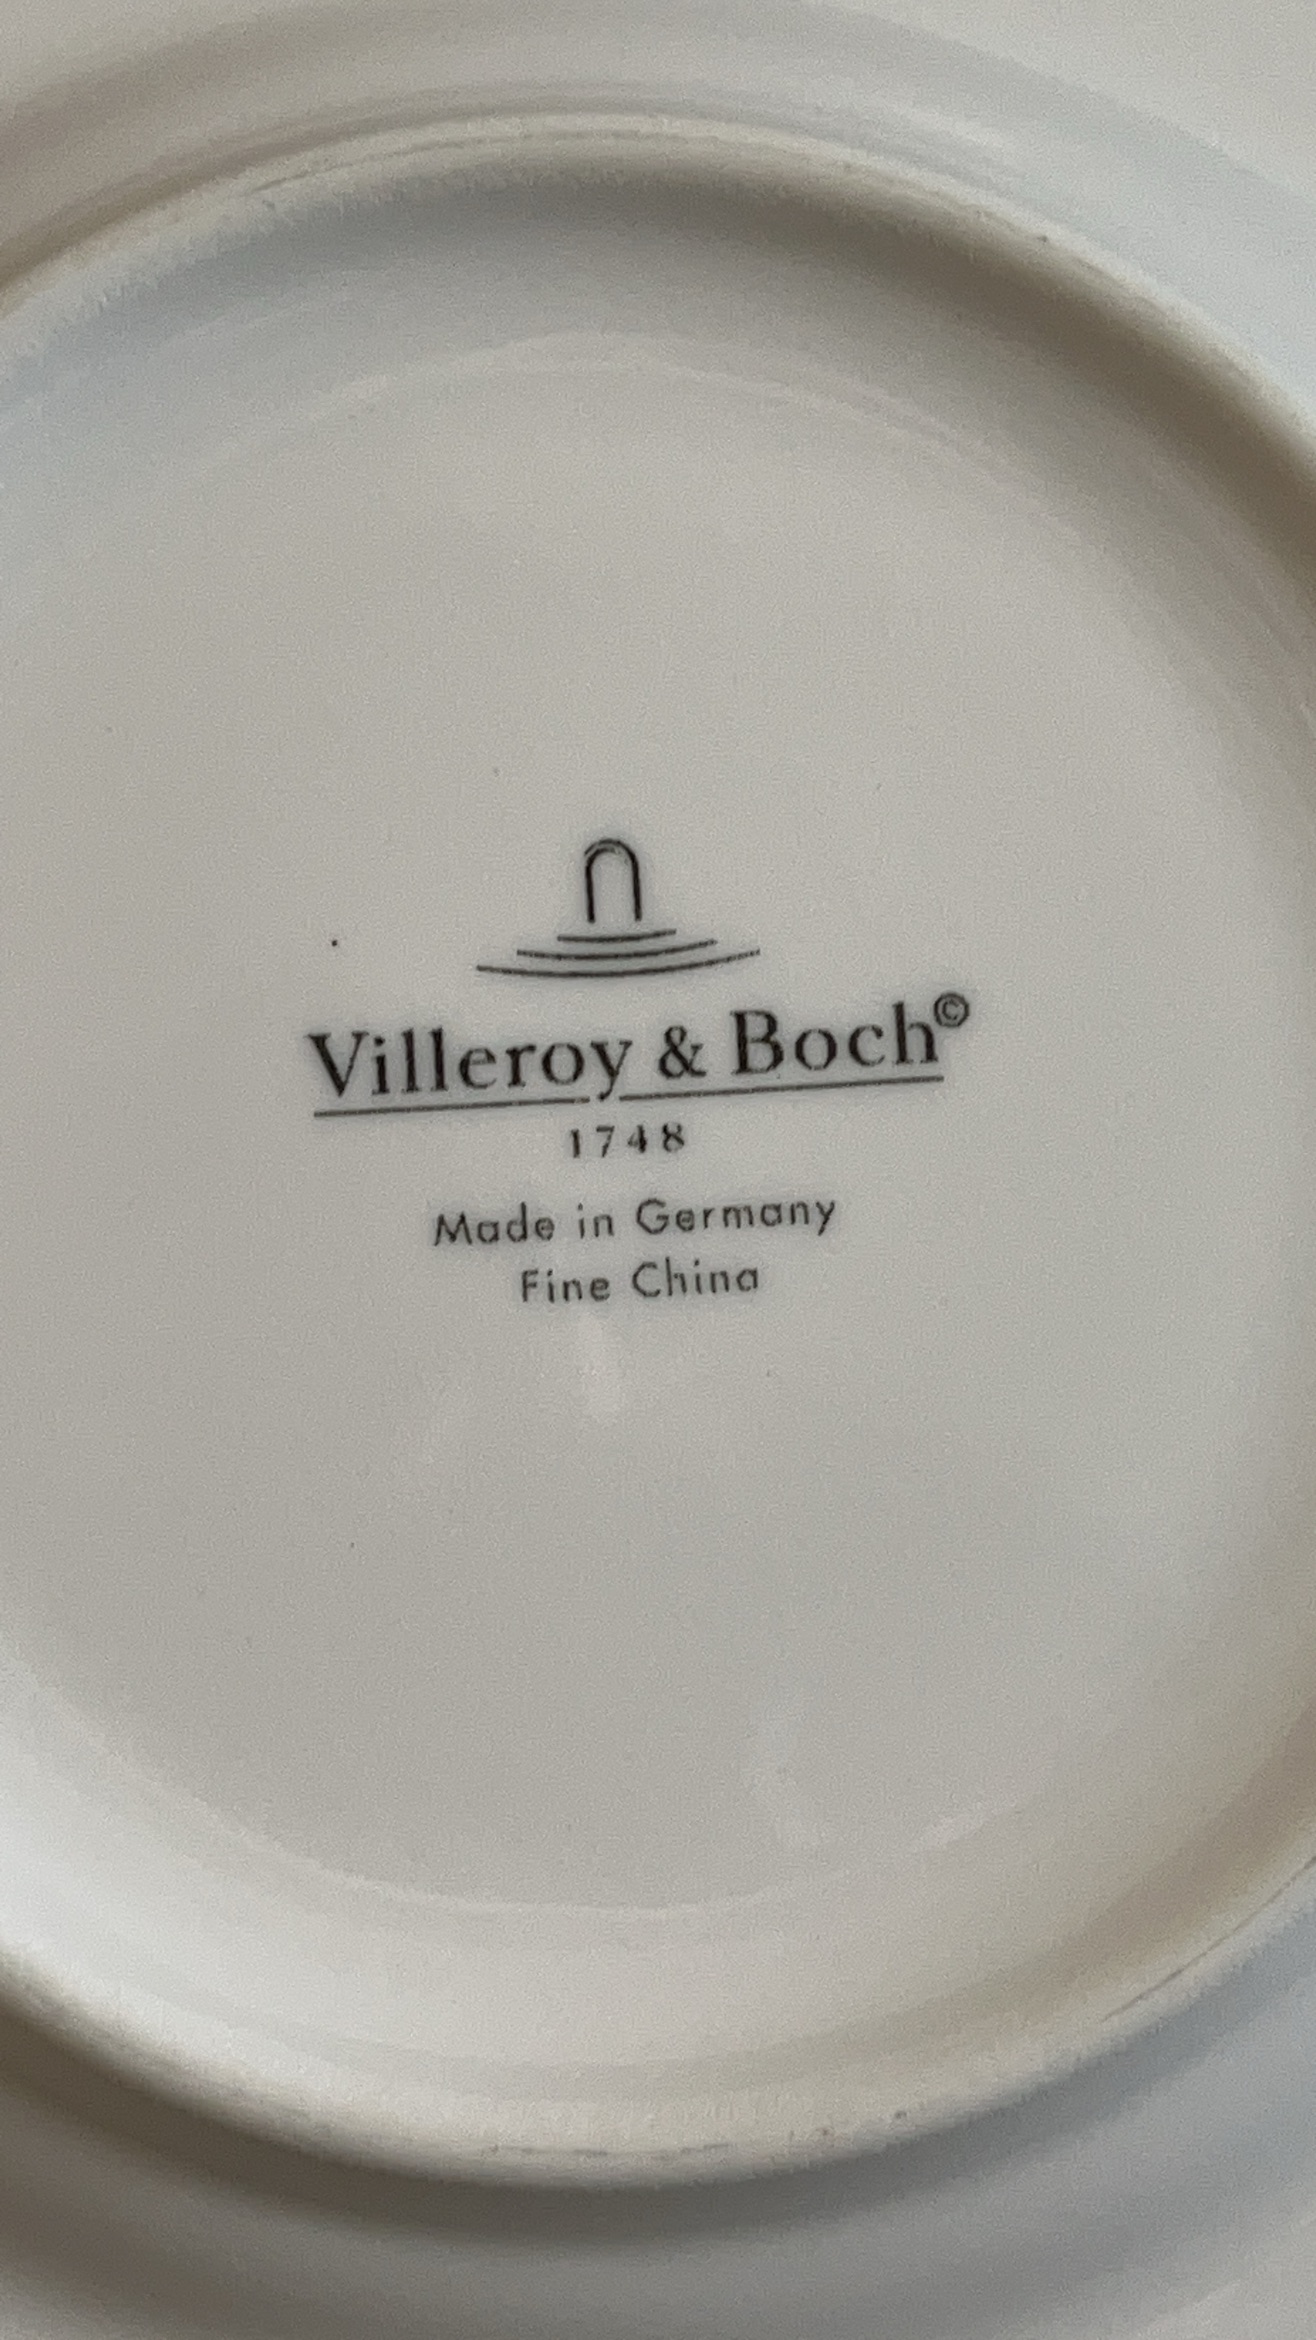 Villeroy & Boch©
1748
Made in Germany
Fine China